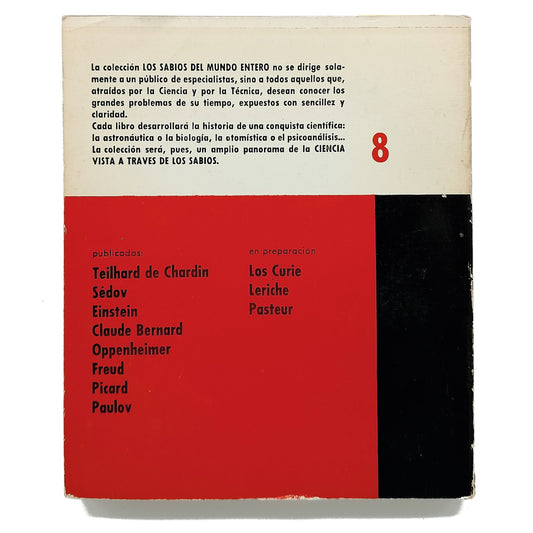 La colección LOS SABIOS DEL MUNDO ENTERO no se dirige sola-
mente a un público de especialistas, sino a todos aquellos que,
atraídos por la Ciencia y por la Técnica, desean conocer los
grandes problemas de su tiempo, expuestos con sencillez y
claridad.
Cada libro desarrollará la historia de una conquista científica:
la astronáutica o la biología, la atomística o el psicoanálisis...
La colección será, pues, un amplio panorama de la CIENCIA
VISTA A TRAVES DE LOS SABIOS.
8
publicados:
Teilhard de Chardin
Sédov
Einstein
Claude Bernard
Oppenheimer
Freud
Picard
Paulov
en preparación
Los Curie
Leriche
Pasteur